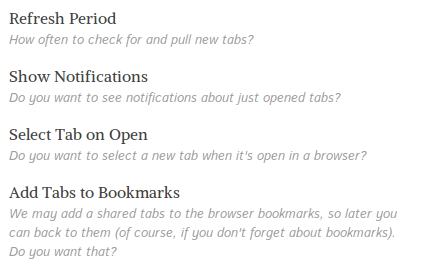 Refresh Period
How often to check for and pull new tabs?
Show Notifications
Do you want to see notifications about just opened tabs?
Select Tab on Open
Do you want to select a new tab when it's open in a browser?
Add Tabs to Bookmarks
We may add a shared tabs to the browser bookmarks, so later you
can back to them (of course, if you don't forget about bookmarks).
Do you want that?